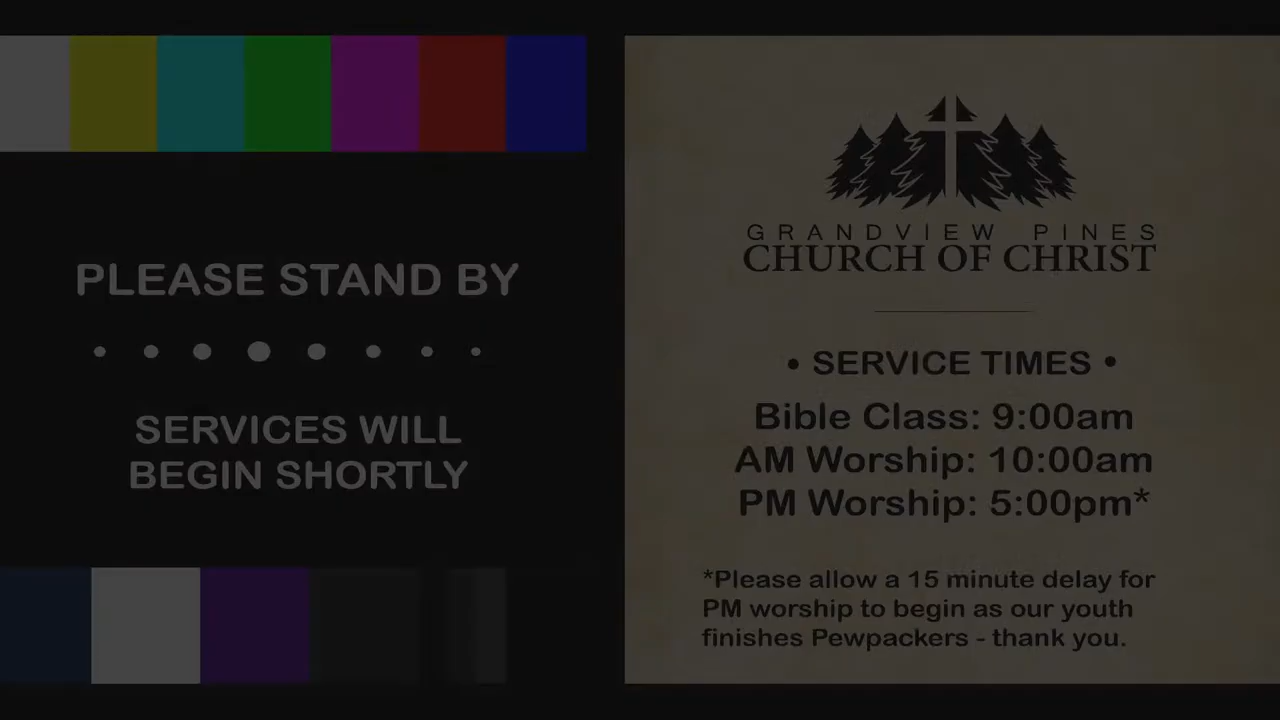 PLEASE STAND BY
SERVICES WILL
BEGIN SHORTLY
GRANDVIEW PINES
CHURCH OF CHRIST
• SERVICE TIMES •
Bible Class: 9:00am
AM Worship: 10:00am
PM Worship: 5:00pm*
*Please allow a 15 minute delay for
PM worship to begin as our youth
finishes Pewpackers - thank you.